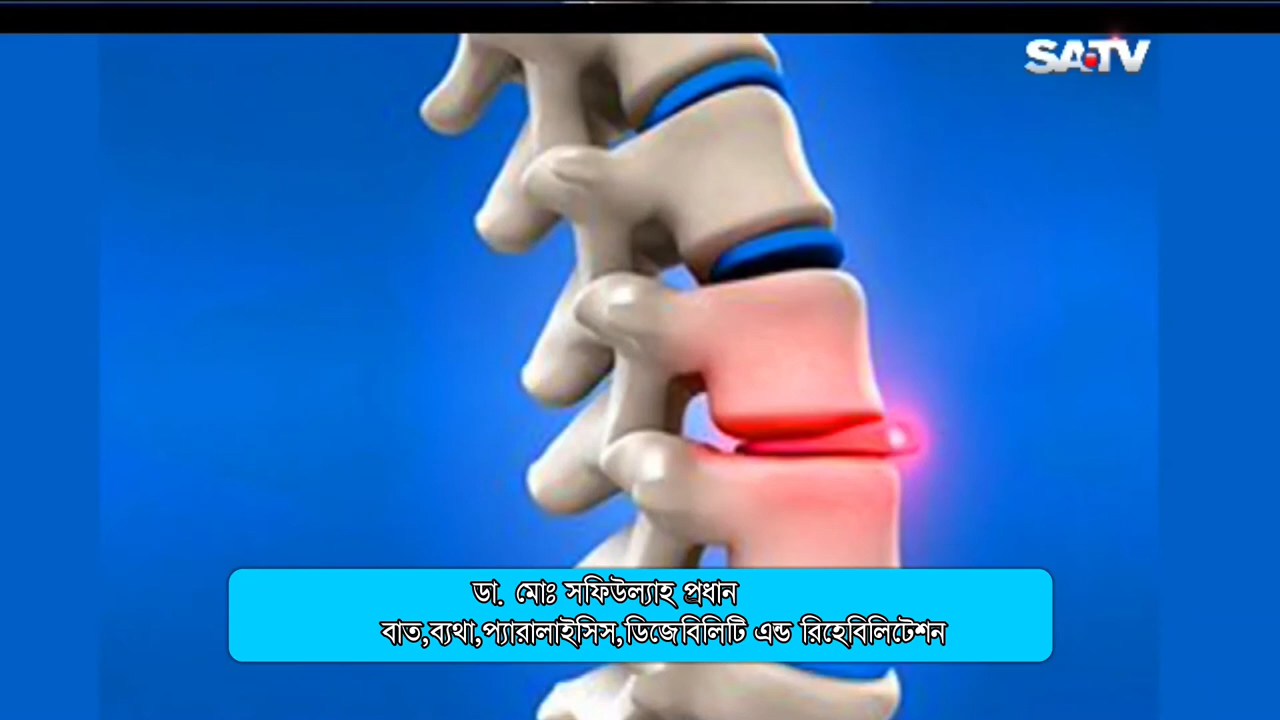 SATV
ডা. মোঃ সফিউল্যাহ প্রধান
বাত,ব্যথা,প্যারালাইসিস,ডিজেবিলিটি এন্ড রিহেবিলিটেশন